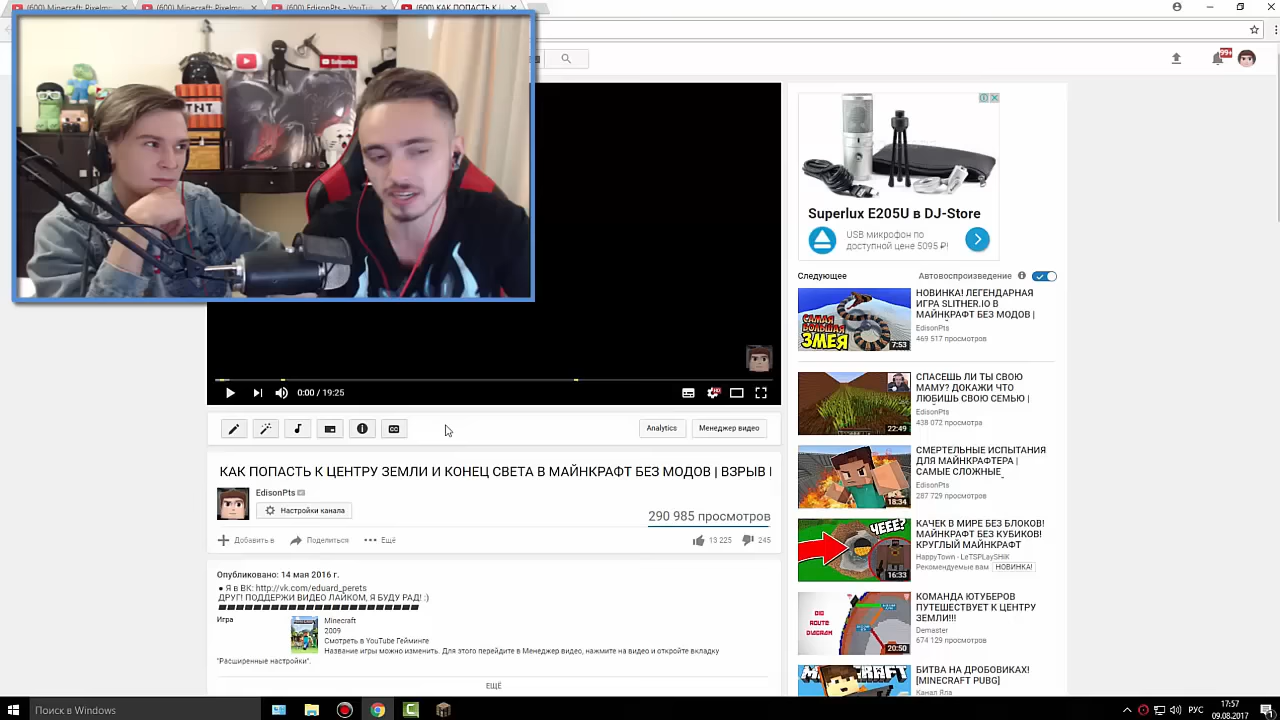 (600) Minecraft: Pixelm
(600) Minecraft: Pixelm
(600) EdisonPts - YouT
(600) КАК ПОПАСТЬ К
99+
TNT
Subscribe
Superlux E205U в DJ-Store
USB микрофон по
доступной цене 5095 ₽!
Следующее
Автовоспроизведение
НОВИНКА! ЛЕГЕНДАРНАЯ
ИГРА SLITHER.IO В
МАЙНКРАФТ БЕЗ МОДОВ |
EdisonPts
469 517 просмотров
САМАЯ
БОЛЬШАЯ
ЗМЕЯ
7:53
СПАСЕШЬ ЛИ ТЫ СВОЮ
МАМУ? ДОКАЖИ ЧТО
ЛЮБИШЬ СВОЮ СЕМЬЮ |
EdisonPts
438 072 просмотра
22:49
СМЕРТЕЛЬНЫЕ ИСПЫТАНИЯ
ДЛЯ МАЙНКРАФТЕРА |
САМЫЕ СЛОЖНЫЕ
EdisonPts
287 729 просмотров
18:34
КАЧЕК В МИРЕ БЕЗ БЛОКОВ!
МАЙНКРАФТ БЕЗ КУБИКОВ!
КРУГЛЫЙ МАЙНКРАФТ
HappyTown - LeTSPLaySHiK
Рекомендуемые вам НОВИНКА!
ЧЕЕЕ?
16:33
КОМАНДА ЮТУБЕРОВ
ПУТЕШЕСТВУЕТ К ЦЕНТРУ
ЗЕМЛИ!!!
Demaster
674 129 просмотров
DIG
ROUTE
DIAGRAM
20:50
БИТВА НА ДРОБОВИКАХ!
[MINECRAFT PUBG]
Канал Яла
0:00 / 19:25
HD
Analytics
Менеджер видео
КАК ПОПАСТЬ К ЦЕНТРУ ЗЕМЛИ И КОНЕЦ СВЕТА В МАЙНКРАФТ БЕЗ МОДОВ | ВЗРЫВ
EdisonPts
Настройки канала
290 985 просмотров
Добавить в
Поделиться
Ещё
13 225
245
Опубликовано: 14 мая 2016 г.
● Я в ВК: http://vk.com/eduard_perets
ДРУГ! ПОДДЕРЖИ ВИДЕО ЛАЙКОМ, Я БУДУ РАД! :)
Игра
Minecraft
2009
Смотреть в YouTube Гейминге
Название игры можно изменить. Для этого перейдите в Менеджер видео, нажмите на видео и откройте вкладку
"Расширенные настройки".
ЕЩЁ
Поиск в Windows
РУС
17:57
09.08.2017